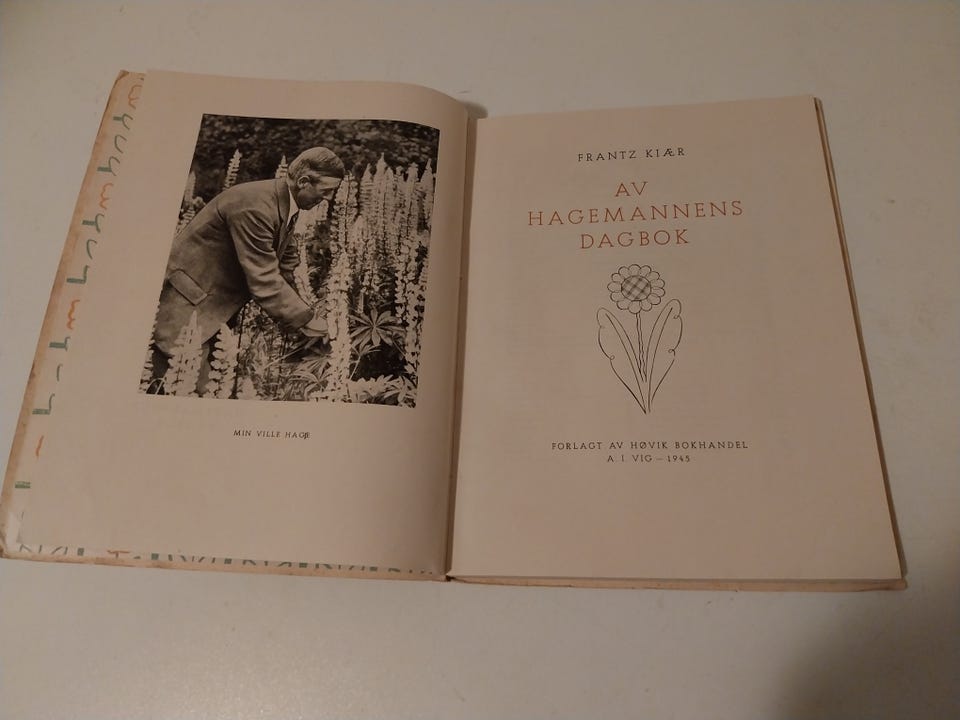 MIN VILLE HAGE
FRANTZ KIÆR
AV
HAGEMANNENS
DAGBOK
FORLAGT AV HØVIK BOKHANDEL
A. I. VIG — 1945